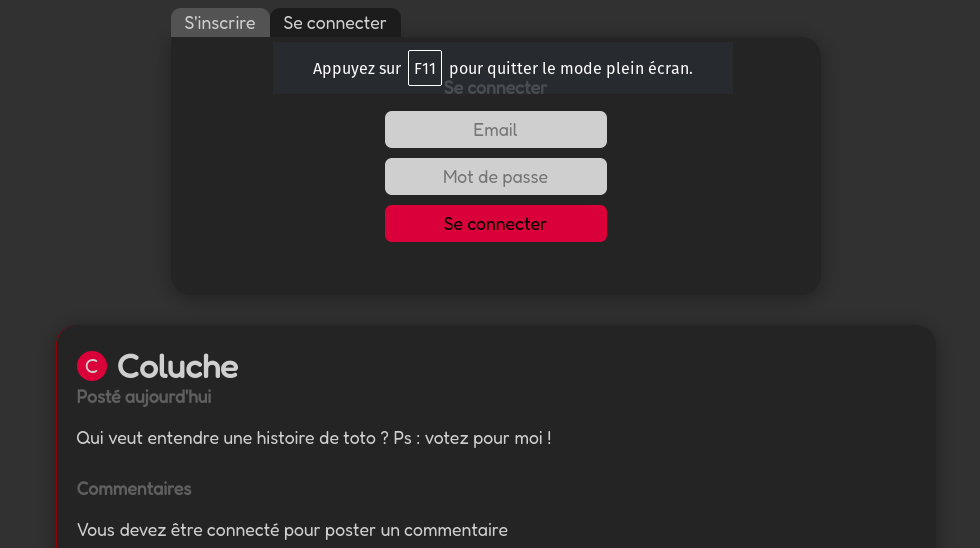 S'inscrire Se connecter
Appuyez sur F11 pour quitter le mode plein écran.
Se connecter
Email
Mot de passe
Se connecter
C Coluche
Posté aujourd'hui
Qui veut entendre une histoire de toto ? Ps : votez pour moi !
Commentaires
Vous devez être connecté pour poster un commentaire